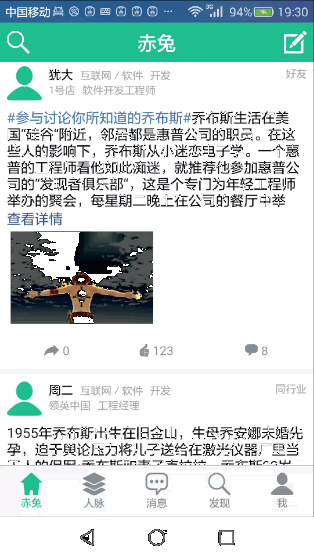 中国移动 3G 94% 19:30
赤兔
犹大 互联网/软件 开发 好友
1号店 软件开发工程师
#参与讨论你所知道的乔布斯#乔布斯生活在美
国“硅谷”附近，邻居都是惠普公司的职员。在这
些人的影响下，乔布斯从小迷恋电子学。一个惠
普的工程师看他如此痴迷，就推荐他参加惠普公
司的“发现者俱乐部”，这是个专门为年轻工程师
举办的聚会，每星期二晚上在公司的餐厅中举
查看详情
0 123 8
周二 互联网/软件 开发 同行业
领英中国 工程经理
1955年乔布斯出生在旧金山，生母乔安娜未婚先
孕，迫于舆论压力将儿子送给在激光仪器厂是当
赤兔 人脉 消息 发现 我